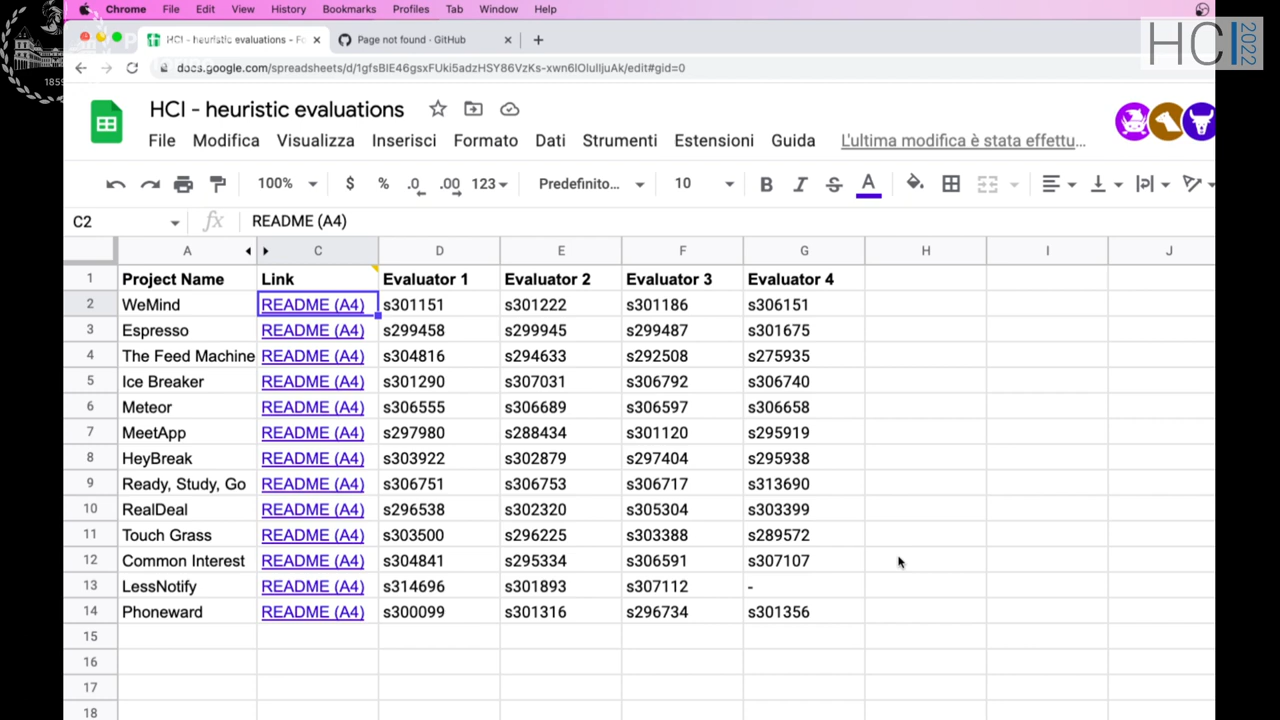 Chrome File Edit View History Bookmarks Profiles Tab Window Help
HCI 2022
1859
HCI - heuristic evaluations - Fo
Page not found · GitHub
docs.google.com/spreadsheets/d/1gfsBIE46gsxFUki5adzHSY86VzKs-xwn6lOluIIjuAk/edit#gid=0
HCI - heuristic evaluations
File Modifica Visualizza Inserisci Formato Dati Strumenti Estensioni Guida L'ultima modifica è stata effettu...
100% $ % .0 .00 123 Predefinito... 10 B I S A
C2 fx README (A4)
A C D E F G H I J
1 Project Name Link Evaluator 1 Evaluator 2 Evaluator 3 Evaluator 4
2 WeMind README (A4) s301151 s301222 s301186 s306151
3 Espresso README (A4) s299458 s299945 s299487 s301675
4 The Feed Machine README (A4) s304816 s294633 s292508 s275935
5 Ice Breaker README (A4) s301290 s307031 s306792 s306740
6 Meteor README (A4) s306555 s306689 s306597 s306658
7 MeetApp README (A4) s297980 s288434 s301120 s295919
8 HeyBreak README (A4) s303922 s302879 s297404 s295938
9 Ready, Study, Go README (A4) s306751 s306753 s306717 s313690
10 RealDeal README (A4) s296538 s302320 s305304 s303399
11 Touch Grass README (A4) s303500 s296225 s303388 s289572
12 Common Interest README (A4) s304841 s295334 s306591 s307107
13 LessNotify README (A4) s314696 s301893 s307112 -
14 Phoneward README (A4) s300099 s301316 s296734 s301356
15
16
17
18